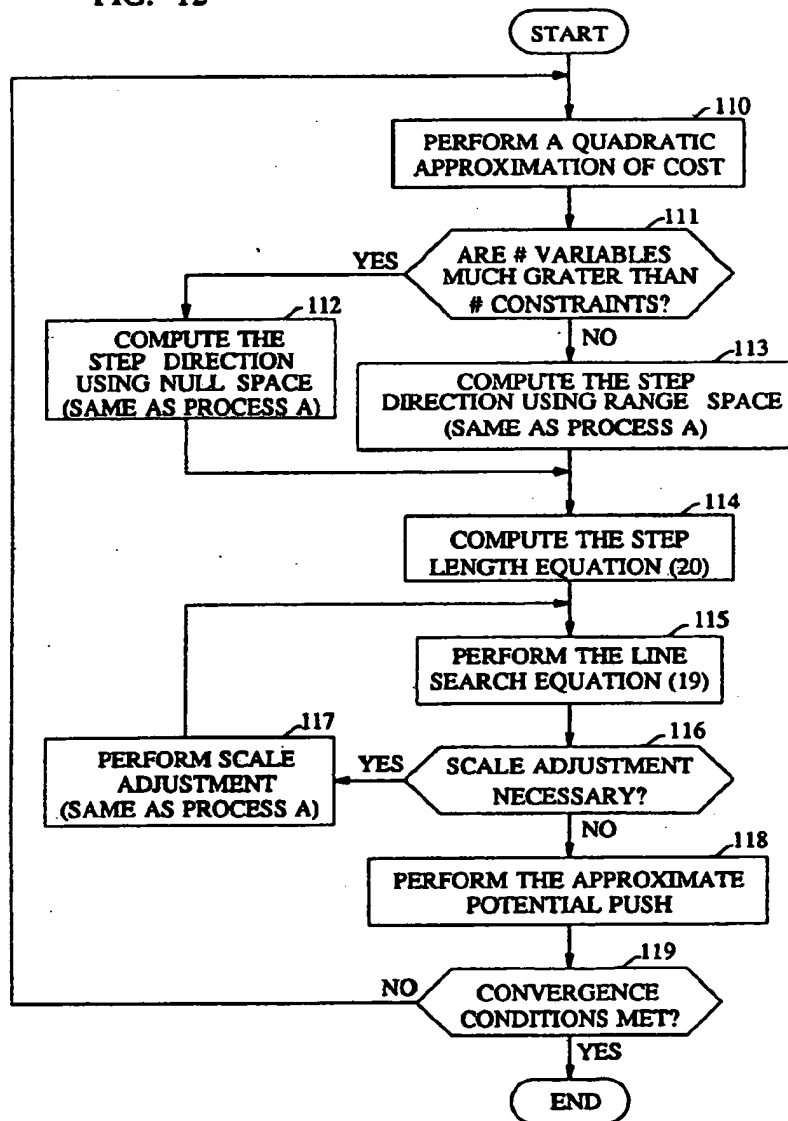 FIG. 12
START
110
PERFORM A QUADRATIC
APPROXIMATION OF COST
111
YES
ARE # VARIABLES
MUCH GRATER THAN
# CONSTRAINTS?
112
COMPUTE THE
STEP DIRECTION
USING NULL SPACE
(SAME AS PROCESS A)
NO
113
COMPUTE THE STEP
DIRECTION USING RANGE SPACE
(SAME AS PROCESS A)
114
COMPUTE THE STEP
LENGTH EQUATION (20)
115
PERFORM THE LINE
SEARCH EQUATION (19)
117
PERFORM SCALE
ADJUSTMENT
(SAME AS PROCESS A)
YES
116
SCALE ADJUSTMENT
NECESSARY?
NO
118
PERFORM THE APPROXIMATE
POTENTIAL PUSH
119
NO
CONVERGENCE
CONDITIONS MET?
YES
END